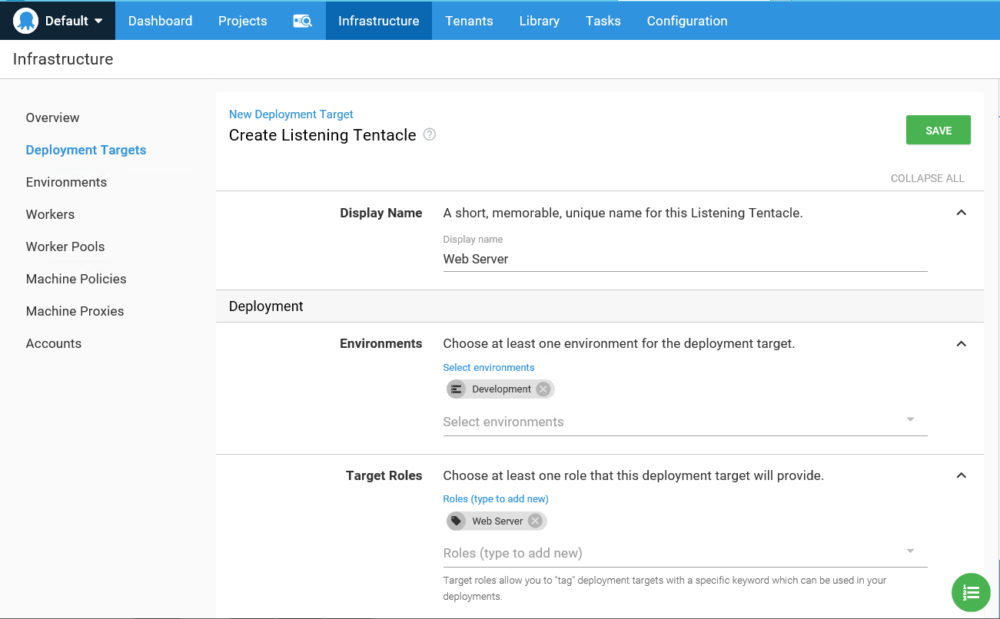 Default Dashboard Projects Infrastructure Tenants Library Tasks Configuration
Infrastructure
Overview
Deployment Targets
Environments
Workers
Worker Pools
Machine Policies
Machine Proxies
Accounts
New Deployment Target
Create Listening Tentacle ?
SAVE
COLLAPSE ALL
Display Name A short, memorable, unique name for this Listening Tentacle.
Display name
Web Server
Deployment
Environments Choose at least one environment for the deployment target.
Select environments
Development
Select environments
Target Roles Choose at least one role that this deployment target will provide.
Roles (type to add new)
Web Server
Roles (type to add new)
Target roles allow you to "tag" deployment targets with a specific keyword which can be used in your
deployments.